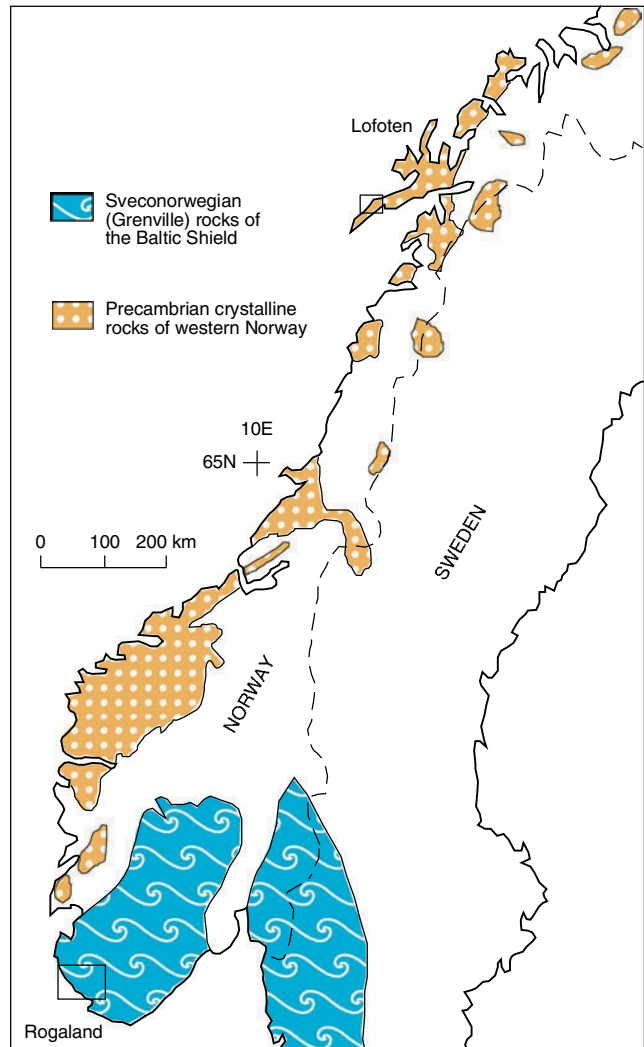 Lofoten
Sveconorwegian
(Grenville) rocks of
the Baltic Shield
Precambrian crystalline
rocks of western Norway
10E
65N
0 100 200 km
SWEDEN
NORWAY
Rogaland